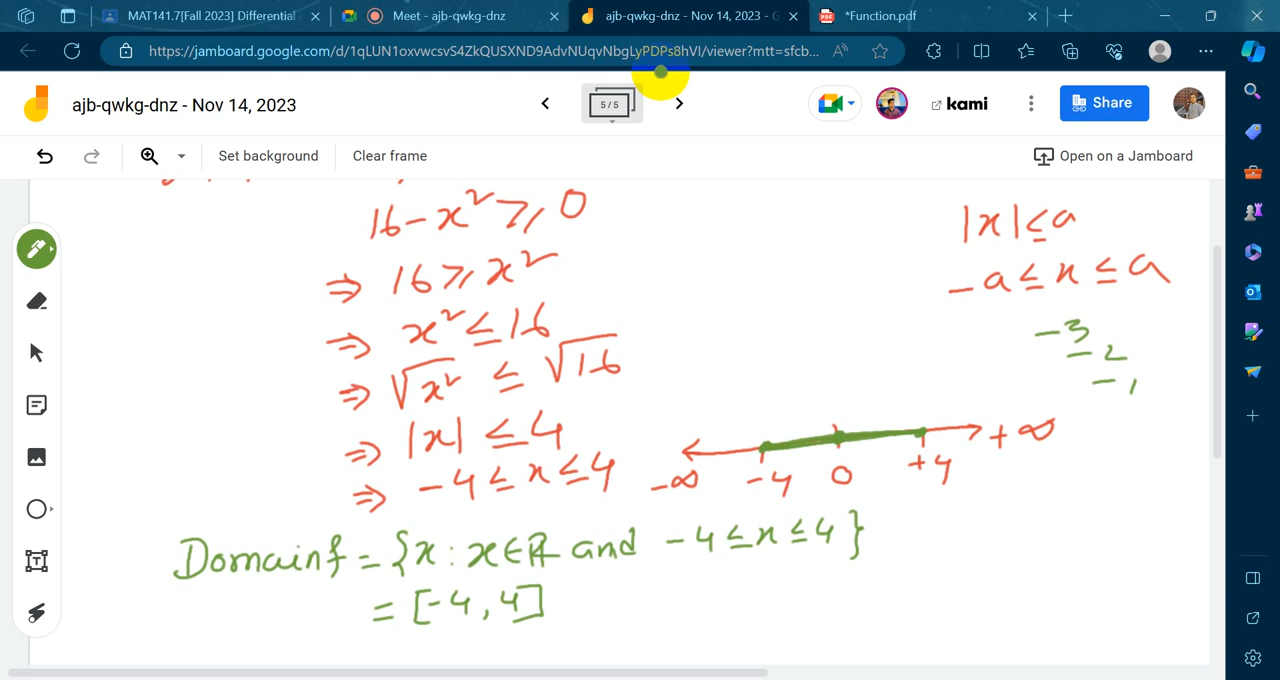 MAT141.7[Fall 2023] Differential
Meet - ajb-qwkg-dnz
ajb-qwkg-dnz - Nov 14, 2023 - G
*Function.pdf
https://jamboard.google.com/d/1qLUN1oxvwcsvS4ZkQUSXND9AdvNUqvNbgLyPDPs8hVI/viewer?mtt=sfcb...
ajb-qwkg-dnz - Nov 14, 2023
5 / 5
kami
Share
Set background
Clear frame
Open on a Jamboard
16 - x² ≥ 0
⇒ 16 ≥ x²
⇒ x² ≤ 16
⇒ √x² ≤ √16
⇒ |x| ≤ 4
⇒ -4 ≤ x ≤ 4
|x| ≤ a
-a ≤ x ≤ a
-3
-2
-1
-∞ -4 0 +4 +∞
Domain f = {x : x ∈ ℝ and -4 ≤ x ≤ 4}
= [-4, 4]